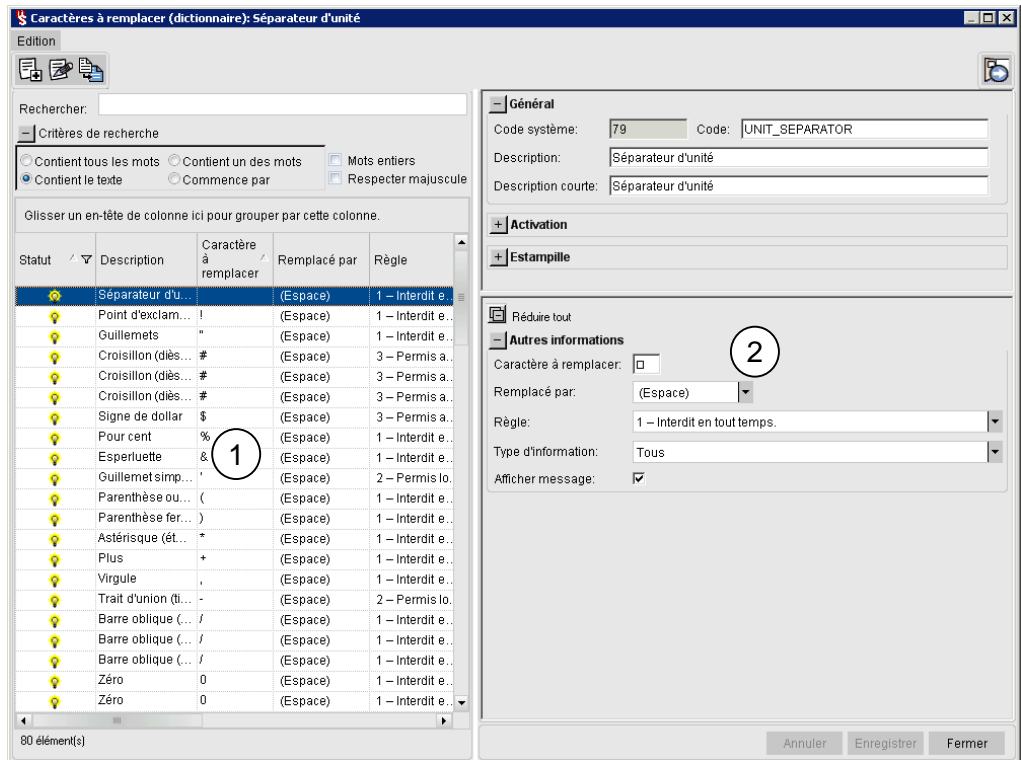 Caractères à remplacer (dictionnaire): Séparateur d'unité
Edition
Rechercher:
Critères de recherche
Contient tous les mots Contient un des mots Mots entiers
Contient le texte Commence par Respecter majuscule
Glisser un en-tête de colonne ici pour grouper par cette colonne.
Statut Description Caractère à remplacer Remplacé par Règle
Séparateur d'u... (Espace) 1 – Interdit e...
Point d'exclam... ! (Espace) 1 – Interdit e...
Guillemets " (Espace) 1 – Interdit e...
Croisillon (diès... # (Espace) 3 – Permis a...
Croisillon (diès... # (Espace) 3 – Permis a...
Croisillon (diès... # (Espace) 3 – Permis a...
Signe de dollar $ (Espace) 3 – Permis a...
Pour cent % (Espace) 1 – Interdit e...
Esperluette & (Espace) 1 – Interdit e...
Guillemet simp... ' (Espace) 2 – Permis lo...
Parenthèse ou... ( (Espace) 1 – Interdit e...
Parenthèse fer... ) (Espace) 1 – Interdit e...
Astérisque (ét... * (Espace) 1 – Interdit e...
Plus + (Espace) 1 – Interdit e...
Virgule , (Espace) 1 – Interdit e...
Trait d'union (ti... - (Espace) 2 – Permis lo...
Barre oblique (... / (Espace) 1 – Interdit e...
Barre oblique (... / (Espace) 1 – Interdit e...
Barre oblique (... / (Espace) 1 – Interdit e...
Zéro 0 (Espace) 1 – Interdit e...
Zéro 0 (Espace) 1 – Interdit e...
1
80 élément(s)
Général
Code système: 79 Code: UNIT_SEPARATOR
Description: Séparateur d'unité
Description courte: Séparateur d'unité
Activation
Estampille
Réduire tout
Autres informations
2
Caractère à remplacer:
Remplacé par: (Espace)
Règle: 1 – Interdit en tout temps.
Type d'information: Tous
Afficher message:
Annuler Enregistrer Fermer